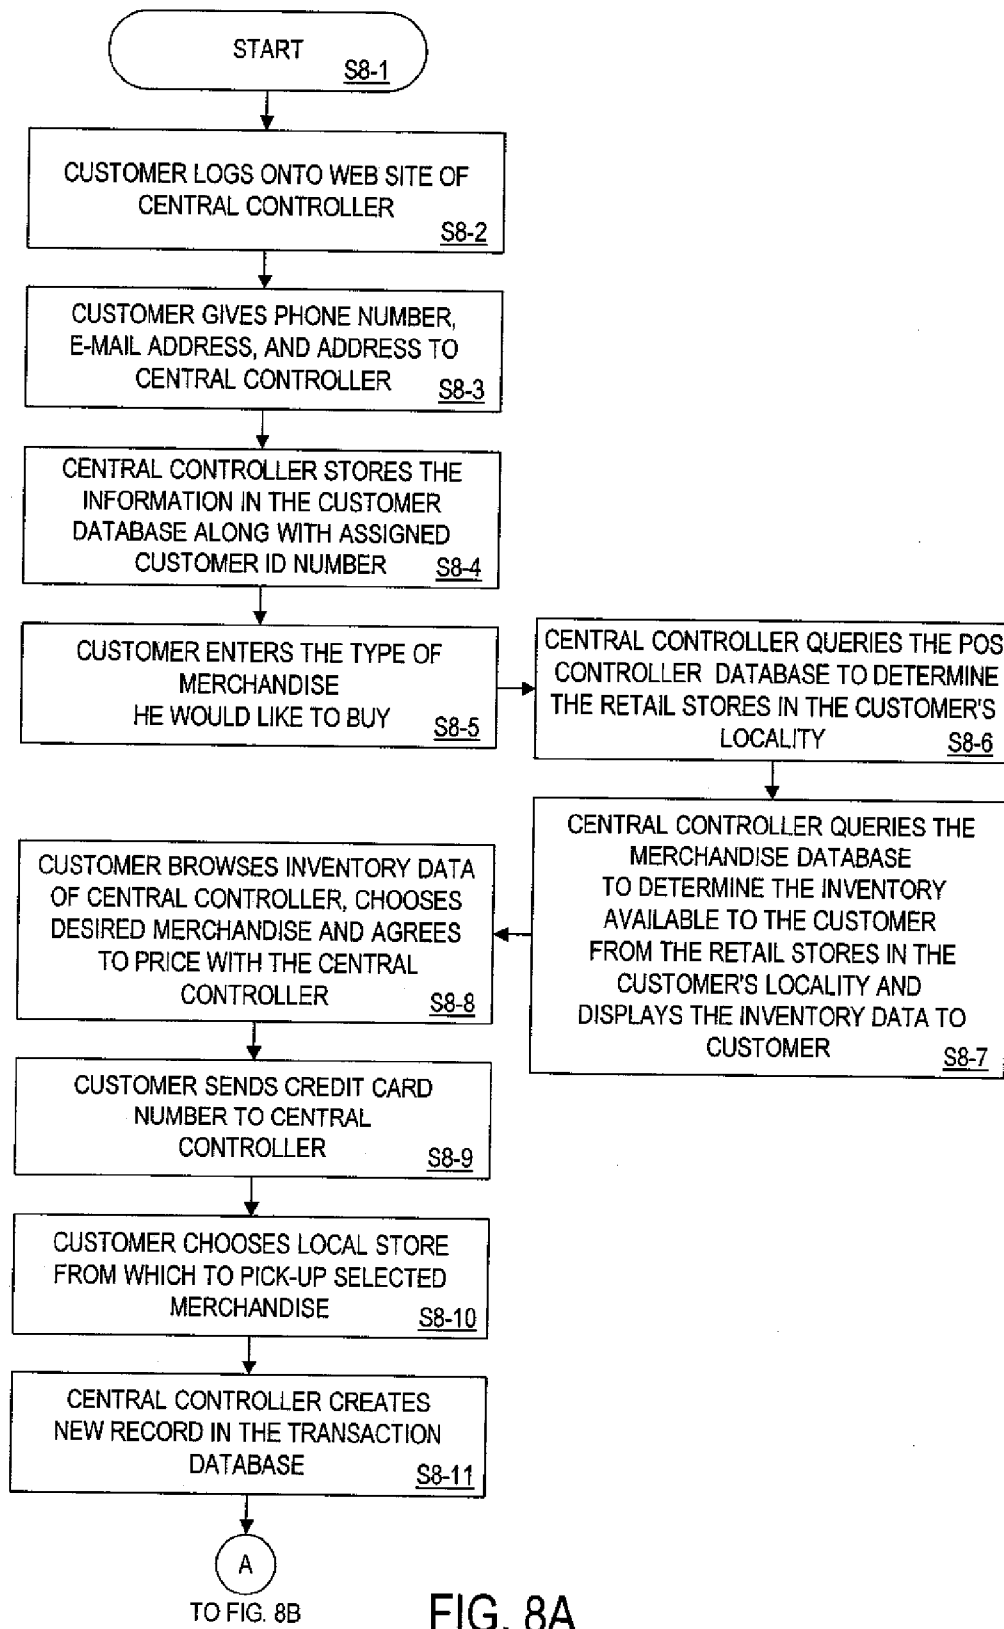 START
S8-1
CUSTOMER LOGS ONTO WEB SITE OF
CENTRAL CONTROLLER
S8-2
CUSTOMER GIVES PHONE NUMBER,
E-MAIL ADDRESS, AND ADDRESS TO
CENTRAL CONTROLLER
S8-3
CENTRAL CONTROLLER STORES THE
INFORMATION IN THE CUSTOMER
DATABASE ALONG WITH ASSIGNED
CUSTOMER ID NUMBER
S8-4
CUSTOMER ENTERS THE TYPE OF
MERCHANDISE
HE WOULD LIKE TO BUY
S8-5
CENTRAL CONTROLLER QUERIES THE POS
CONTROLLER DATABASE TO DETERMINE
THE RETAIL STORES IN THE CUSTOMER'S
LOCALITY
S8-6
CENTRAL CONTROLLER QUERIES THE
MERCHANDISE DATABASE
TO DETERMINE THE INVENTORY
AVAILABLE TO THE CUSTOMER
FROM THE RETAIL STORES IN THE
CUSTOMER'S LOCALITY AND
DISPLAYS THE INVENTORY DATA TO
CUSTOMER
S8-7
CUSTOMER BROWSES INVENTORY DATA
OF CENTRAL CONTROLLER, CHOOSES
DESIRED MERCHANDISE AND AGREES
TO PRICE WITH THE CENTRAL
CONTROLLER
S8-8
CUSTOMER SENDS CREDIT CARD
NUMBER TO CENTRAL
CONTROLLER
S8-9
CUSTOMER CHOOSES LOCAL STORE
FROM WHICH TO PICK-UP SELECTED
MERCHANDISE
S8-10
CENTRAL CONTROLLER CREATES
NEW RECORD IN THE TRANSACTION
DATABASE
S8-11
A
TO FIG. 8B
FIG. 8A